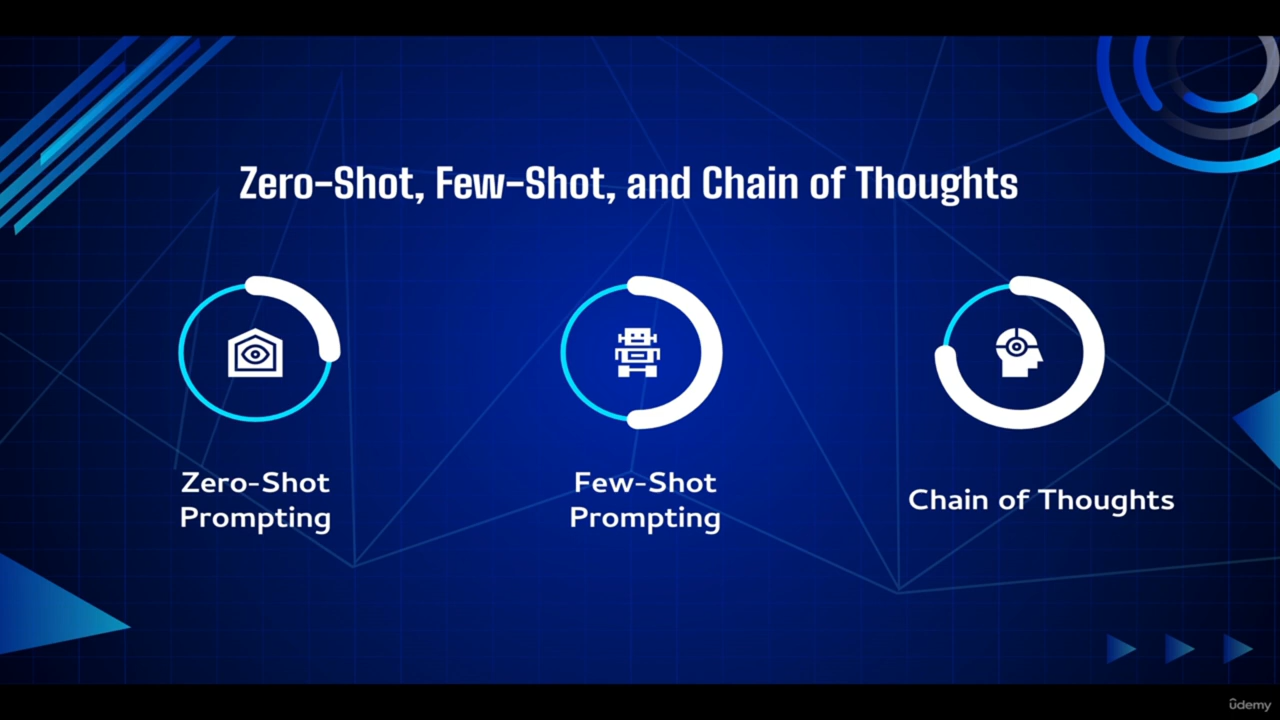 Zero-Shot, Few-Shot, and Chain of Thoughts
Zero-Shot
Prompting
Few-Shot
Prompting
Chain of Thoughts
ûdemy